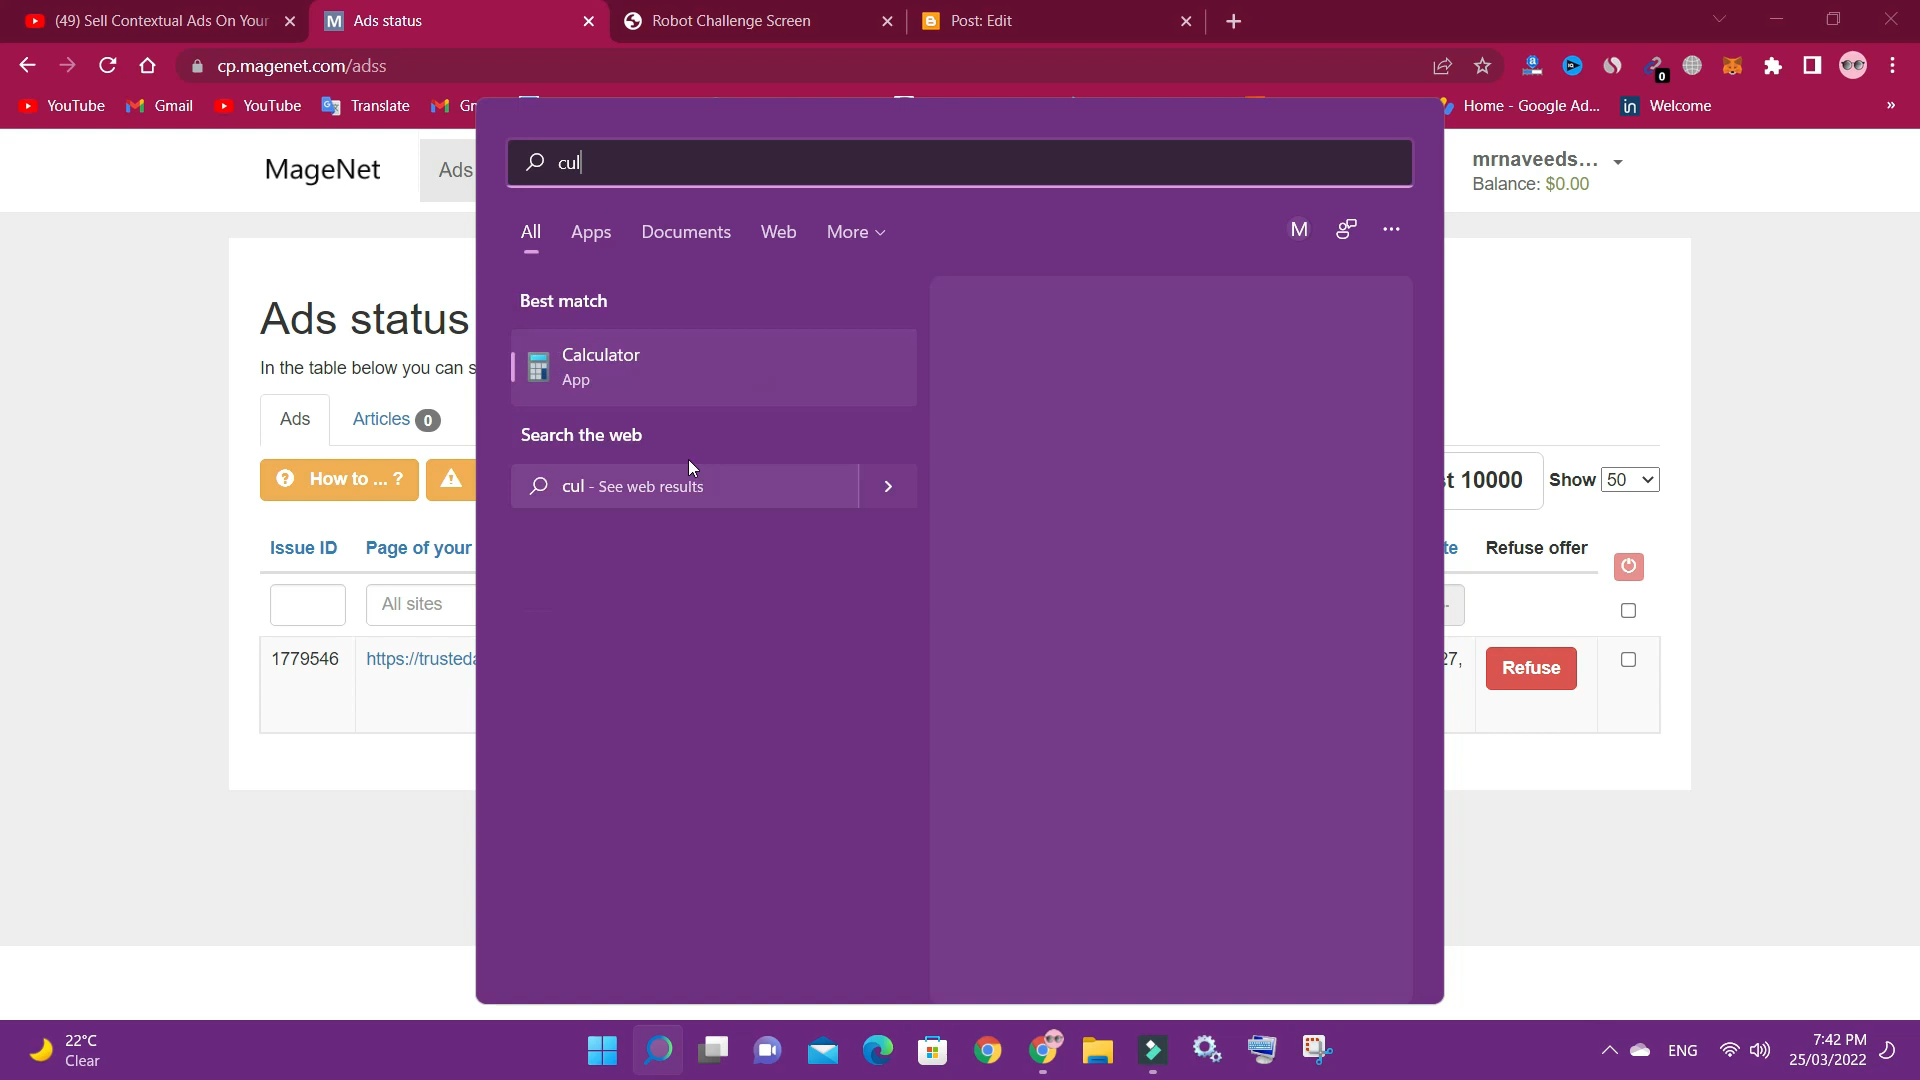 (49) Sell Contextual Ads On Your
Ads status
Robot Challenge Screen
Post: Edit
cp.magenet.com/adss
0
YouTube
Gmail
YouTube
Translate
Home - Google Ad...
Welcome
»
MageNet
Ads
mrnaveeds...
Balance: $0.00
cul
All
Apps
Documents
Web
More
M
Best match
Calculator
App
Search the web
cul - See web results
Ads status
In the table below you can s
Ads
Articles 0
How to ... ?
st 10000
Show 50
Issue ID
Page of your
te
Refuse offer
All sites
1779546
https://trusteda
27,
Refuse
22°C
Clear
ENG
7:42 PM
25/03/2022